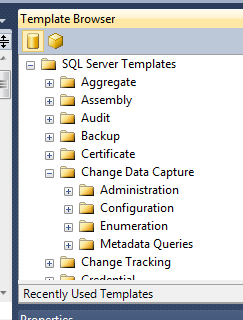 Template Browser
SQL Server Templates
Aggregate
Assembly
Audit
Backup
Certificate
Change Data Capture
Administration
Configuration
Enumeration
Metadata Queries
Change Tracking
Credential
Recently Used Templates
Properties